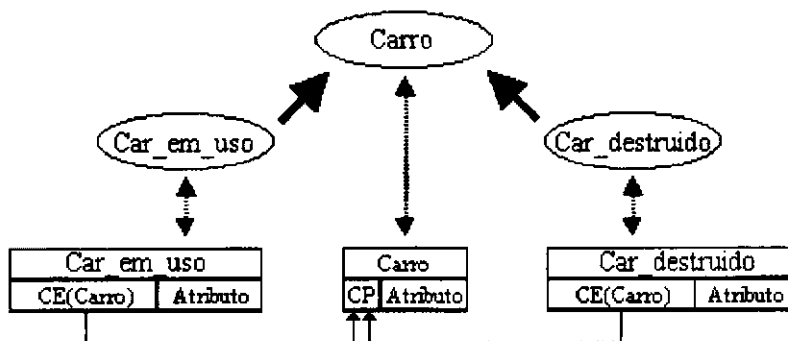 Carro
Car_em_uso
Car_destruido
Car_em_uso
Carro
Car_destruido
CE(Carro) Atributo
CP Atributo
CE(Carro) Atributo